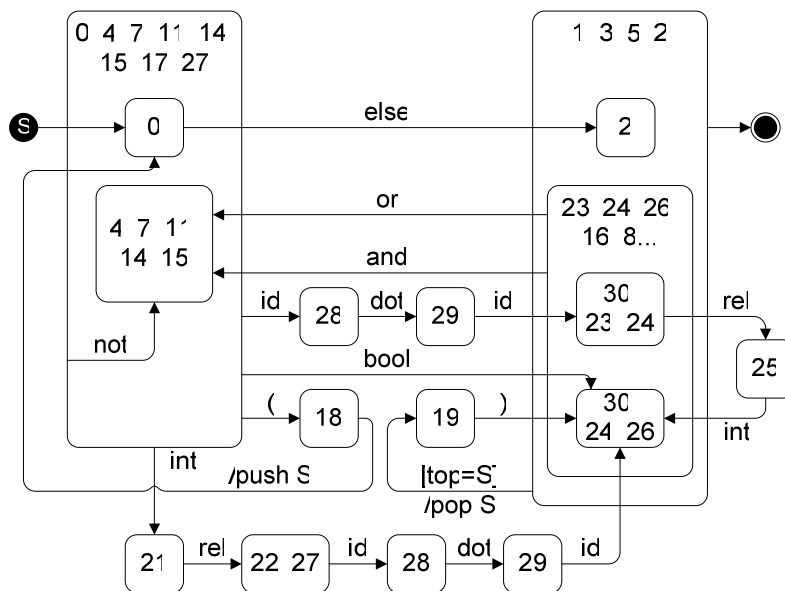 0 4 7 11 14
15 17 27
1 3 5 2
S
0
else
2
4 7 11
14 15
or
23 24 26
16 8...
and
id
28
dot
29
id
30
23 24
rel
not
bool
25
(
18
19
)
30
24 26
int
int
/push S
[top=S]
/pop S
21
rel
22 27
id
28
dot
29
id